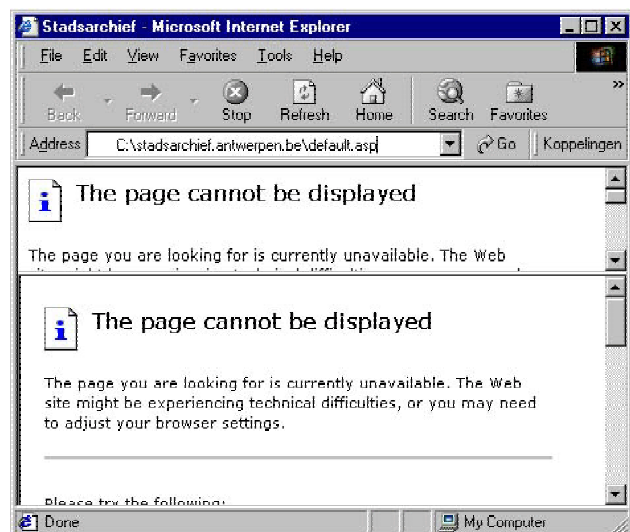 Stadsarchief - Microsoft Internet Explorer
File Edit View Favorites Tools Help
Back Forward Stop Refresh Home Search Favorites »
Address C:\stadsarchief.antwerpen.be\default.asp Go Koppelingen
The page cannot be displayed
The page you are looking for is currently unavailable. The Web
The page cannot be displayed
The page you are looking for is currently unavailable. The Web
site might be experiencing technical difficulties, or you may need
to adjust your browser settings.
Please try the following:
Done My Computer